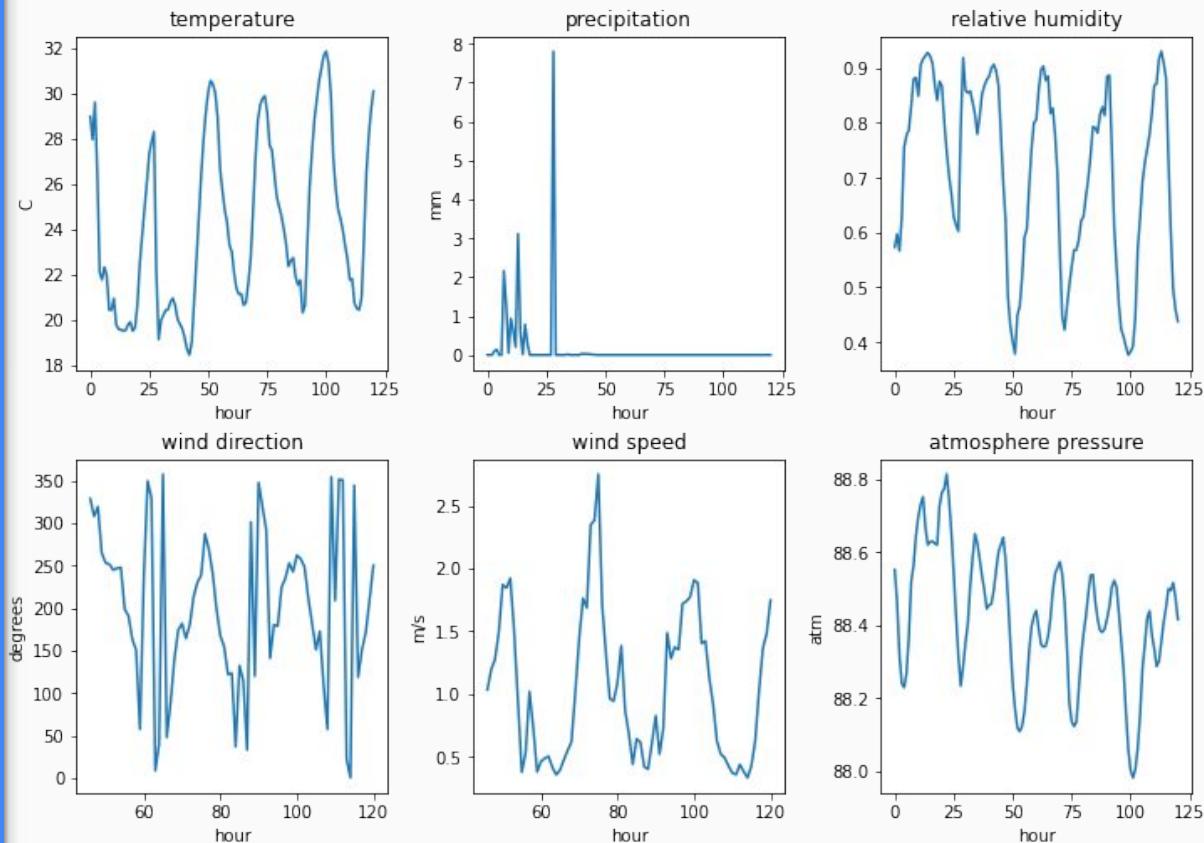 temperature
precipitation
relative humidity
32
30
28
26
24
22
20
18
C
0 25 50 75 100 125
hour
8
7
6
5
4
3
2
1
0
mm
0 25 50 75 100 125
hour
0.9
0.8
0.7
0.6
0.5
0.4
0 25 50 75 100 125
hour
wind direction
wind speed
atmosphere pressure
350
300
250
200
150
100
50
0
degrees
60 80 100 120
hour
2.5
2.0
1.5
1.0
0.5
m/s
60 80 100 120
hour
88.8
88.6
88.4
88.2
88.0
atm
0 25 50 75 100 125
hour